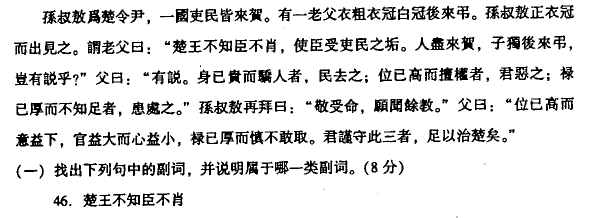 孫叔敖爲楚令尹，一國吏民皆來賀。有一老父衣粗衣冠白冠後來弔。孫叔敖正衣冠
而出見之。謂老父曰：“楚王不知臣不肖，使臣受吏民之垢。人盡來賀，子獨後來弔，
豈有説乎？”父曰：“有説。身已貴而驕人者，民去之；位已高而擅權者，君惡之；禄
已厚而不知足者，患處之。”孫叔敖再拜曰：“敬受命，願聞餘教。”父曰：“位已高而
意益下，官益大而心益小，禄已厚而慎不敢取。君謹守此三者，足以治楚矣。”
(一) 找出下列句中的副词，并说明属于哪一类副词。(8 分)
46. 楚王不知臣不肖